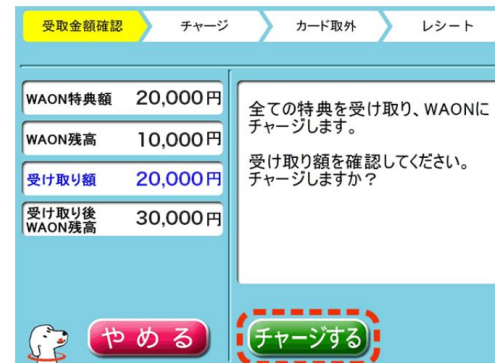 受取金額確認
チャージ
カード取外
レシート
WAON特典額 20,000円
WAON残高 10,000円
受け取り額 20,000円
受け取り後
WAON残高 30,000円
全ての特典を受け取り、WAONに
チャージします。
受け取り額を確認してください。
チャージしますか？
やめる
チャージする